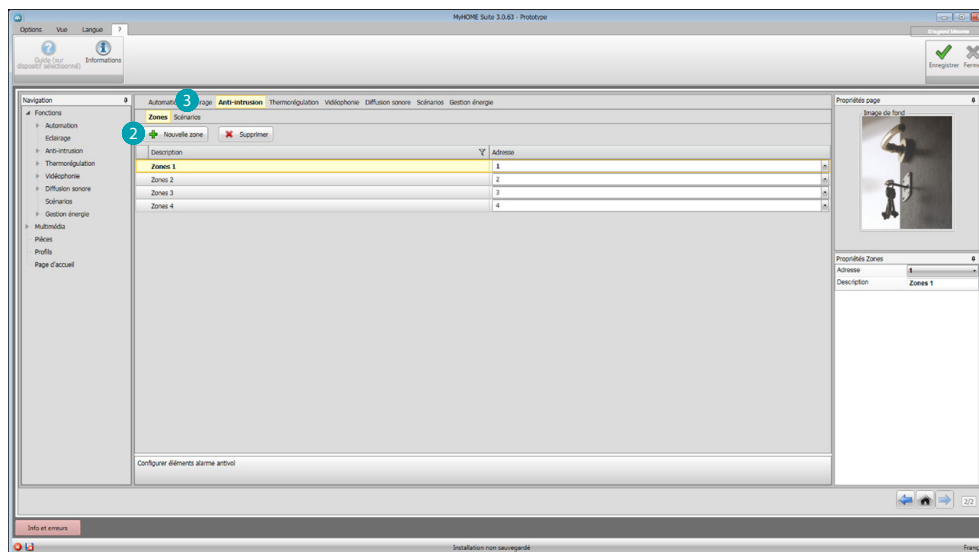 MyHOME Suite 3.0.63 - Prototype
Options Vue Langue ?
Guide (sur dispositif sélectionné)
Informations
Enregistrer
Ferme
Navigation
Fonctions
Automation
Eclairage
Anti-intrusion
Thermorégulation
Vidéophonie
Diffusion sonore
Scénarios
Gestion énergie
Multimédia
Pièces
Profils
Page d'accueil
3
Anti-intrusion Thermorégulation Vidéophonie Diffusion sonore Scénarios Gestion énergie
Zones Scénarios
2 Nouvelle zone Supprimer
Description Adresse
Zones 1 1
Zones 2 2
Zones 3 3
Zones 4 4
Configurer éléments alarme antivol
Propriétés page
Image de fond
Propriétés Zones
Adresse 1
Description Zones 1
2/2
Info et erreurs
Installation non sauvegardé
Franç